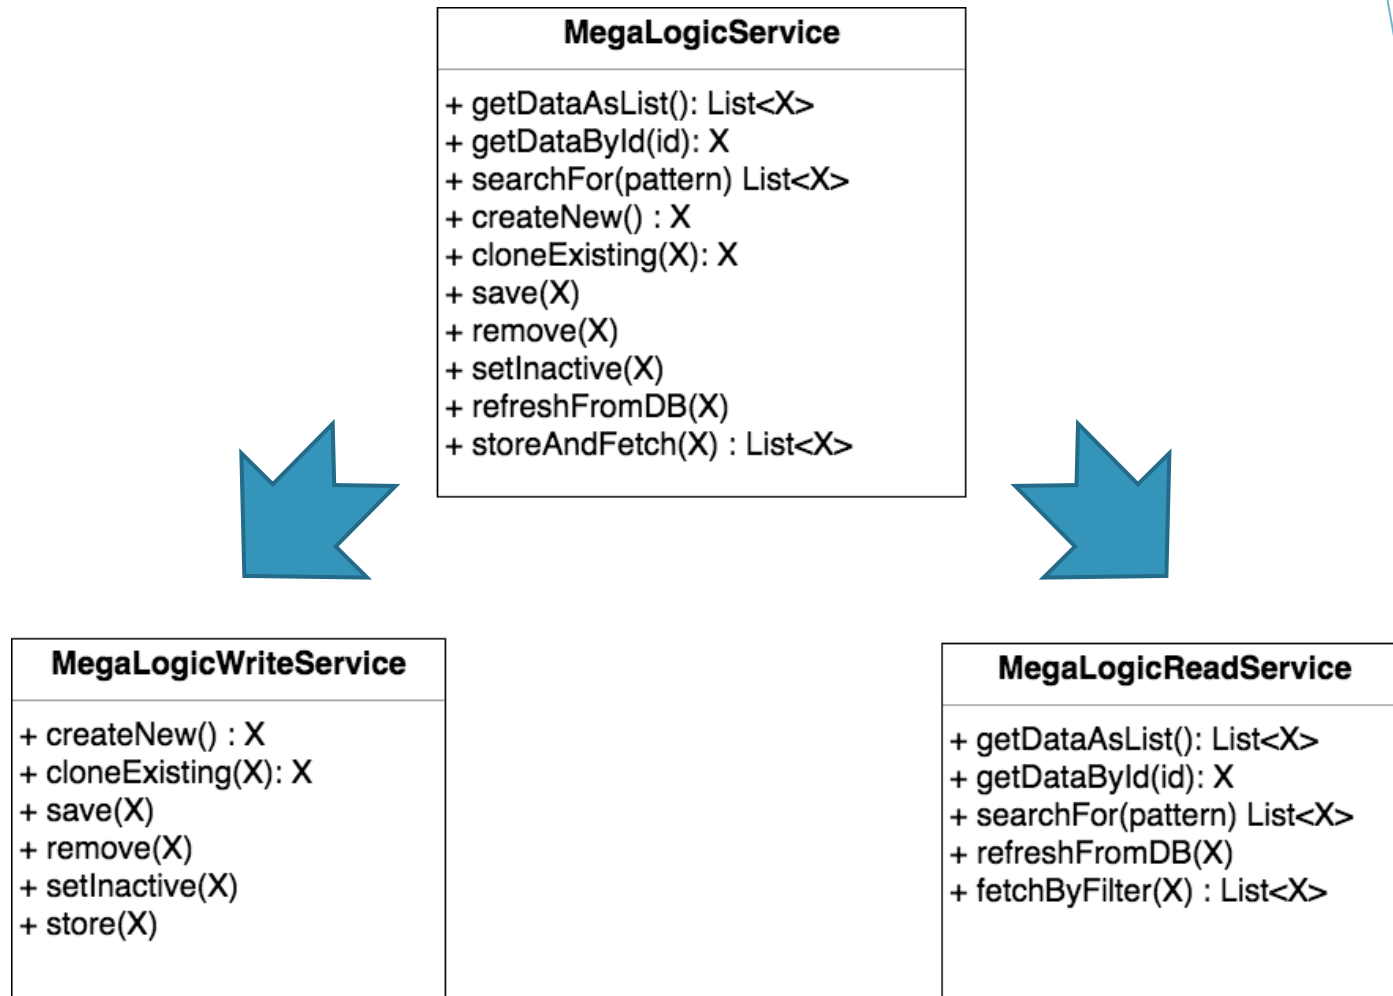 MegaLogicService
+ getDataAsList(): List<X>
+ getDataById(id): X
+ searchFor(pattern) List<X>
+ createNew() : X
+ cloneExisting(X): X
+ save(X)
+ remove(X)
+ setInactive(X)
+ refreshFromDB(X)
+ storeAndFetch(X) : List<X>
MegaLogicWriteService
+ createNew() : X
+ cloneExisting(X): X
+ save(X)
+ remove(X)
+ setInactive(X)
+ store(X)
MegaLogicReadService
+ getDataAsList(): List<X>
+ getDataById(id): X
+ searchFor(pattern) List<X>
+ refreshFromDB(X)
+ fetchByFilter(X) : List<X>